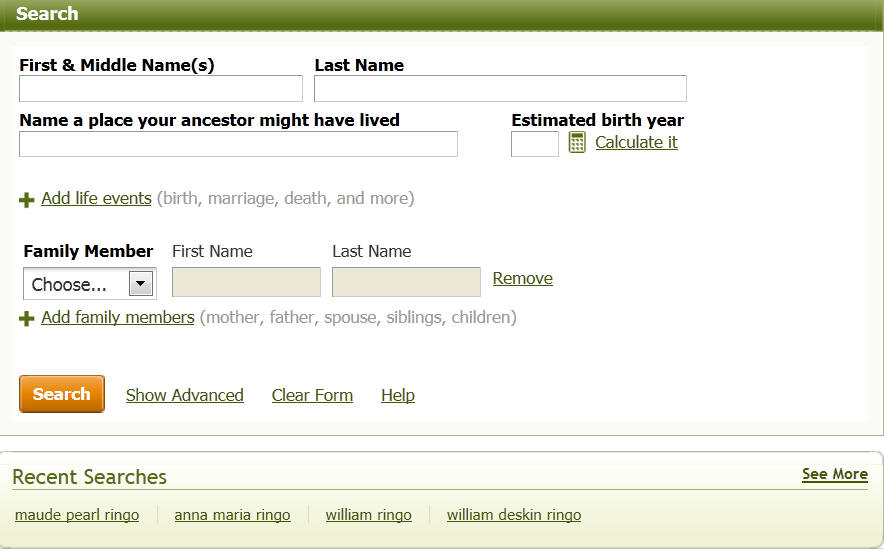 Search
First & Middle Name(s) Last Name
Name a place your ancestor might have lived Estimated birth year
Calculate it
Add life events (birth, marriage, death, and more)
Family Member First Name Last Name
Choose... Remove
Add family members (mother, father, spouse, siblings, children)
Search Show Advanced Clear Form Help
Recent Searches See More
maude pearl ringo anna maria ringo william ringo william deskin ringo